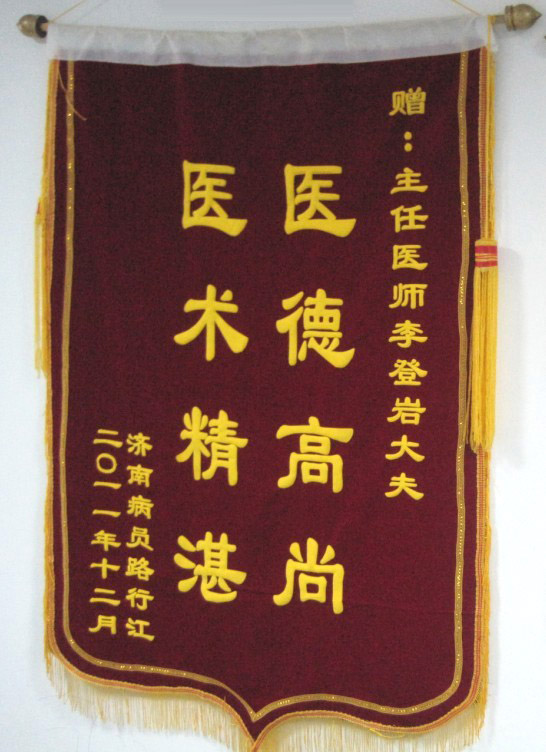 赠：主任医师李登岩大夫
医德高尚
医术精湛
济南病员路行江
二〇一一年十二月